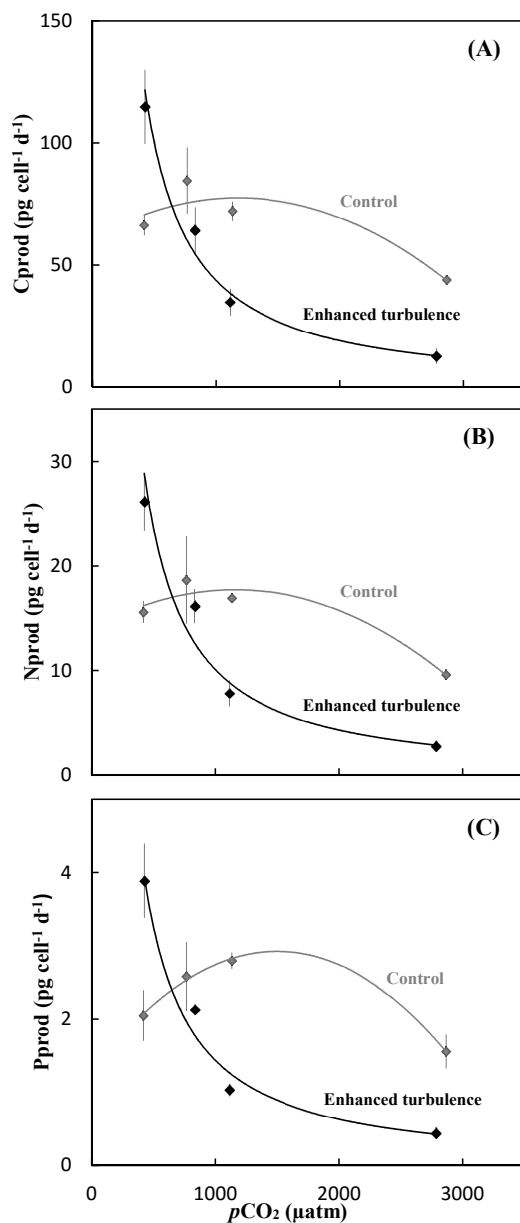 150
(A)
100
Cprod (pg cell-1 d-1)
Control
50
Enhanced turbulence
0
(B)
30
20
Nprod (pg cell-1 d-1)
Control
10
Enhanced turbulence
0
(C)
4
Pprod (pg cell-1 d-1)
Control
2
Enhanced turbulence
0
0 1000 2000 3000
pCO2 (µatm)